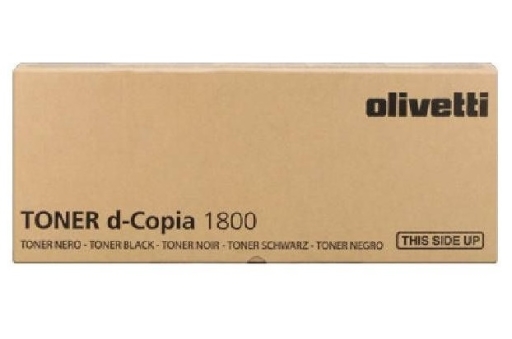 olivetti
TONER d-Copia 1800
TONER NERO - TONER BLACK - TONER NOIR - TONER SCHWARZ - TONER NEGRO
THIS SIDE UP